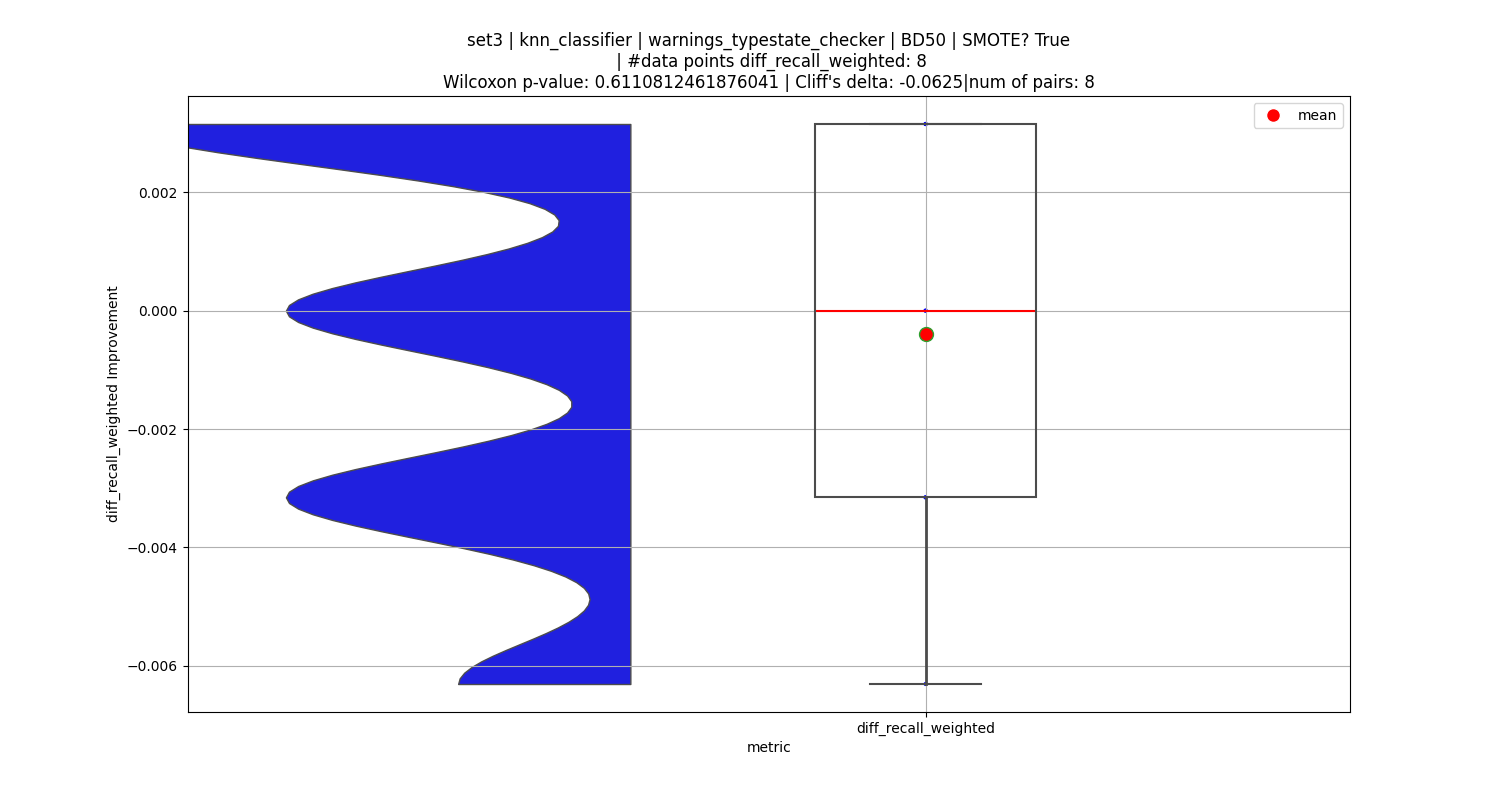 set3 | knn_classifier | warnings_typestate_checker | BD50 | SMOTE? True
| #data points diff_recall_weighted: 8
Wilcoxon p-value: 0.6110812461876041 | Cliff's delta: -0.0625|num of pairs: 8
mean
0.002
0.000
−0.002
−0.004
−0.006
diff_recall_weighted Improvement
diff_recall_weighted
metric